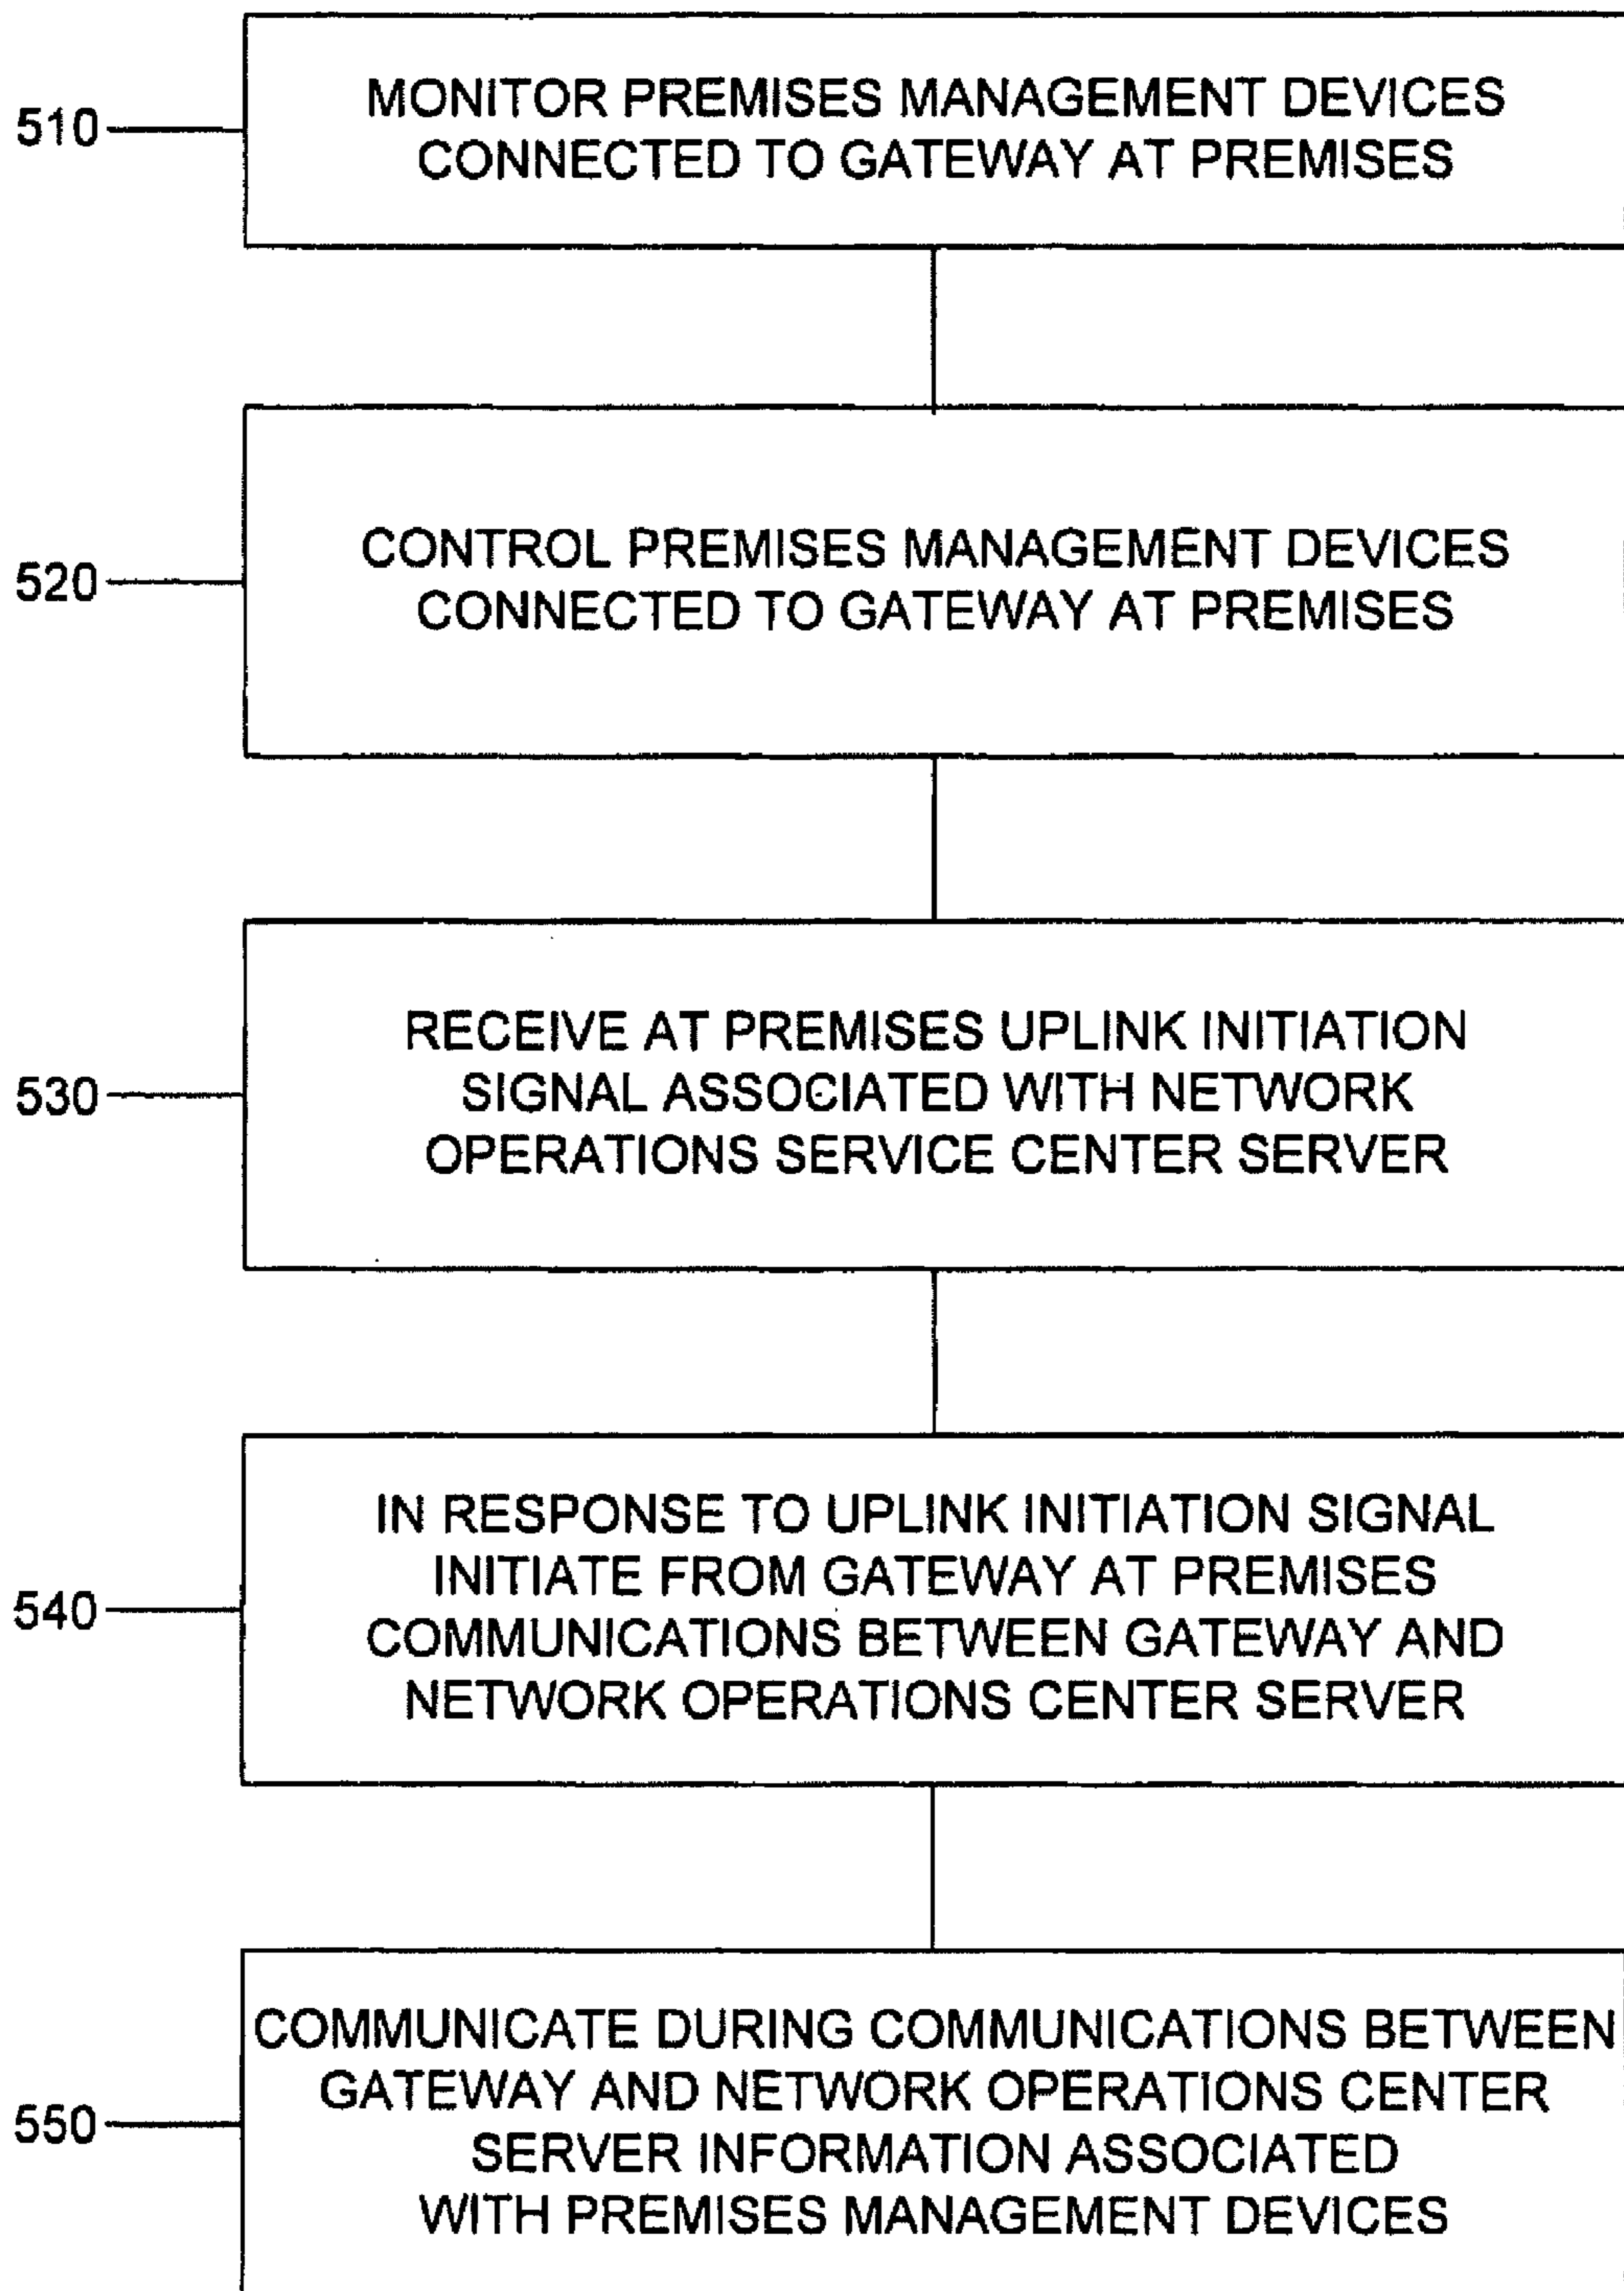 510
MONITOR PREMISES MANAGEMENT DEVICES
CONNECTED TO GATEWAY AT PREMISES
520
CONTROL PREMISES MANAGEMENT DEVICES
CONNECTED TO GATEWAY AT PREMISES
530
RECEIVE AT PREMISES UPLINK INITIATION
SIGNAL ASSOCIATED WITH NETWORK
OPERATIONS SERVICE CENTER SERVER
540
IN RESPONSE TO UPLINK INITIATION SIGNAL
INITIATE FROM GATEWAY AT PREMISES
COMMUNICATIONS BETWEEN GATEWAY AND
NETWORK OPERATIONS CENTER SERVER
550
COMMUNICATE DURING COMMUNICATIONS BETWEEN
GATEWAY AND NETWORK OPERATIONS CENTER
SERVER INFORMATION ASSOCIATED
WITH PREMISES MANAGEMENT DEVICES